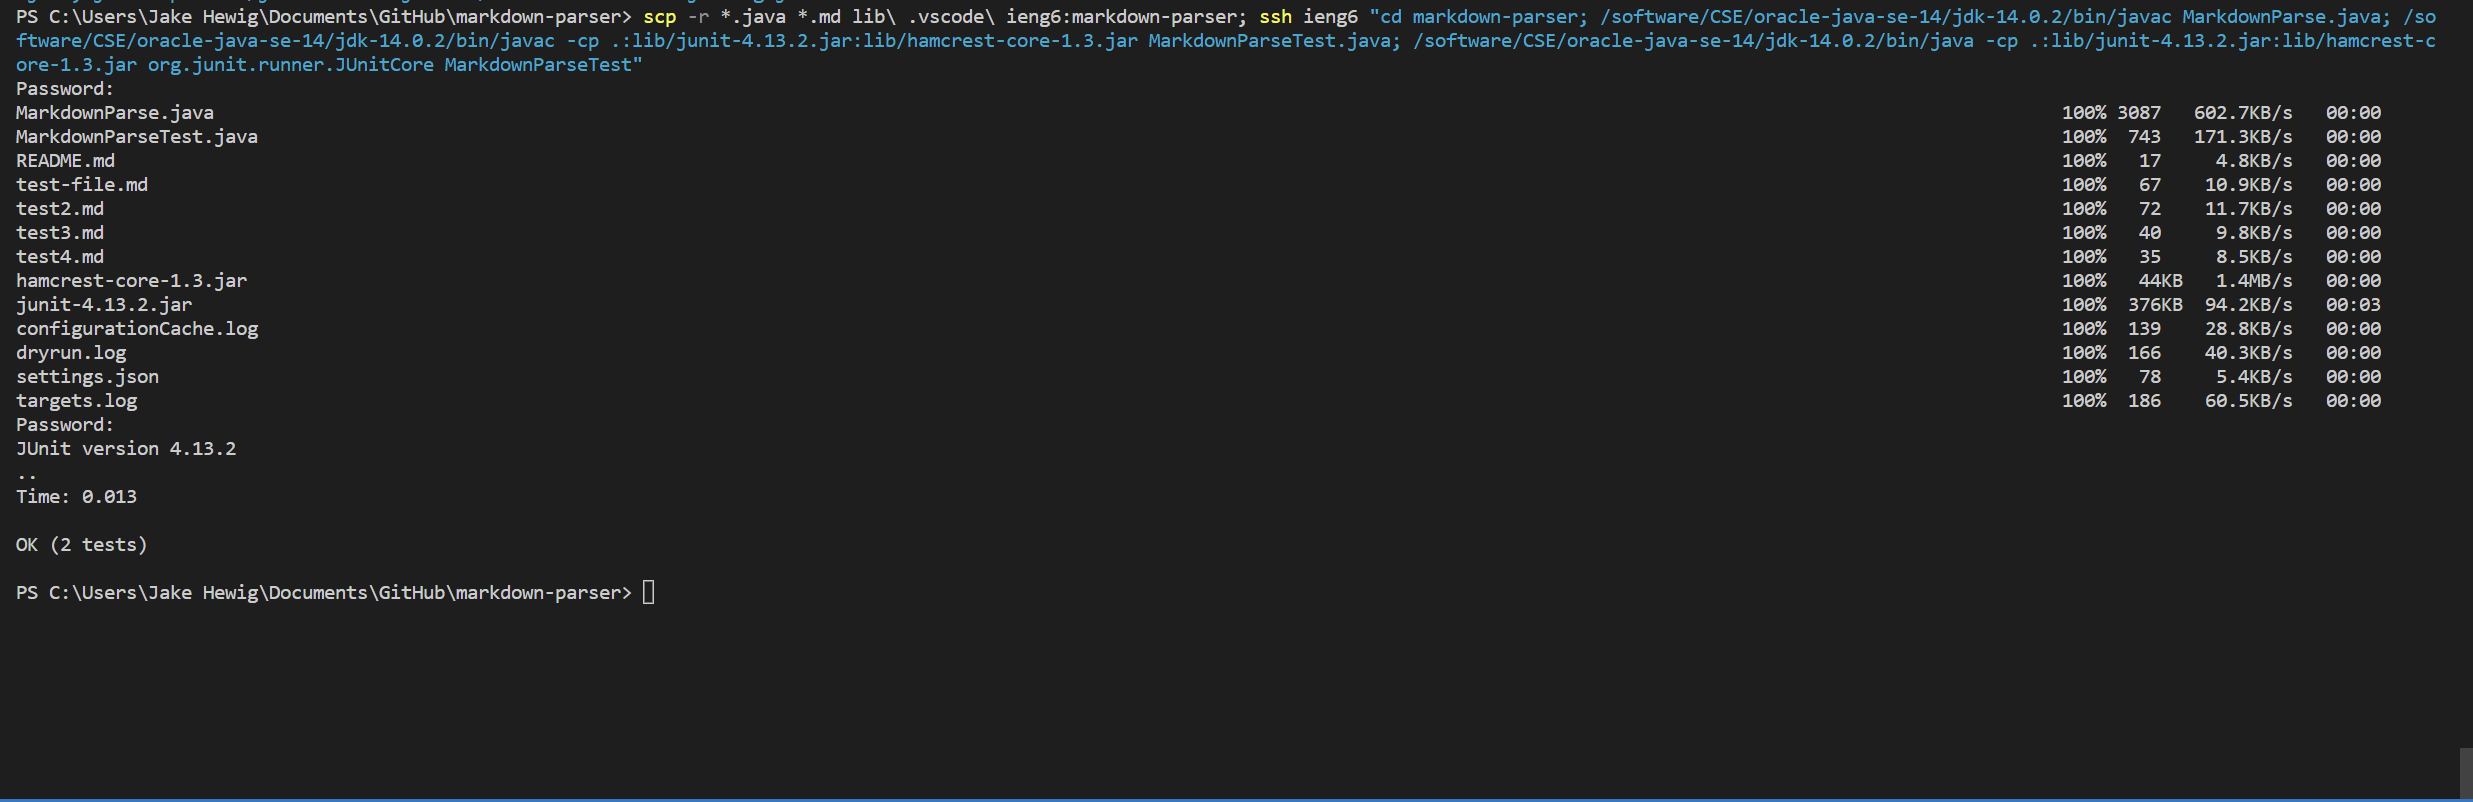 PS C:\Users\Jake Hewig\Documents\GitHub\markdown-parser> scp -r *.java *.md lib\ .vscode\ ieng6:markdown-parser; ssh ieng6 "cd markdown-parser; /software/CSE/oracle-java-se-14/jdk-14.0.2/bin/javac MarkdownParse.java; /so
ftware/CSE/oracle-java-se-14/jdk-14.0.2/bin/javac -cp .:lib/junit-4.13.2.jar:lib/hamcrest-core-1.3.jar MarkdownParseTest.java; /software/CSE/oracle-java-se-14/jdk-14.0.2/bin/java -cp .:lib/junit-4.13.2.jar:lib/hamcrest-c
ore-1.3.jar org.junit.runner.JUnitCore MarkdownParseTest"
Password:
MarkdownParse.java 100% 3087 602.7KB/s 00:00
MarkdownParseTest.java 100% 743 171.3KB/s 00:00
README.md 100% 17 4.8KB/s 00:00
test-file.md 100% 67 10.9KB/s 00:00
test2.md 100% 72 11.7KB/s 00:00
test3.md 100% 40 9.8KB/s 00:00
test4.md 100% 35 8.5KB/s 00:00
hamcrest-core-1.3.jar 100% 44KB 1.4MB/s 00:00
junit-4.13.2.jar 100% 376KB 94.2KB/s 00:03
configurationCache.log 100% 139 28.8KB/s 00:00
dryrun.log 100% 166 40.3KB/s 00:00
settings.json 100% 78 5.4KB/s 00:00
targets.log 100% 186 60.5KB/s 00:00
Password:
JUnit version 4.13.2
..
Time: 0.013
OK (2 tests)
PS C:\Users\Jake Hewig\Documents\GitHub\markdown-parser>